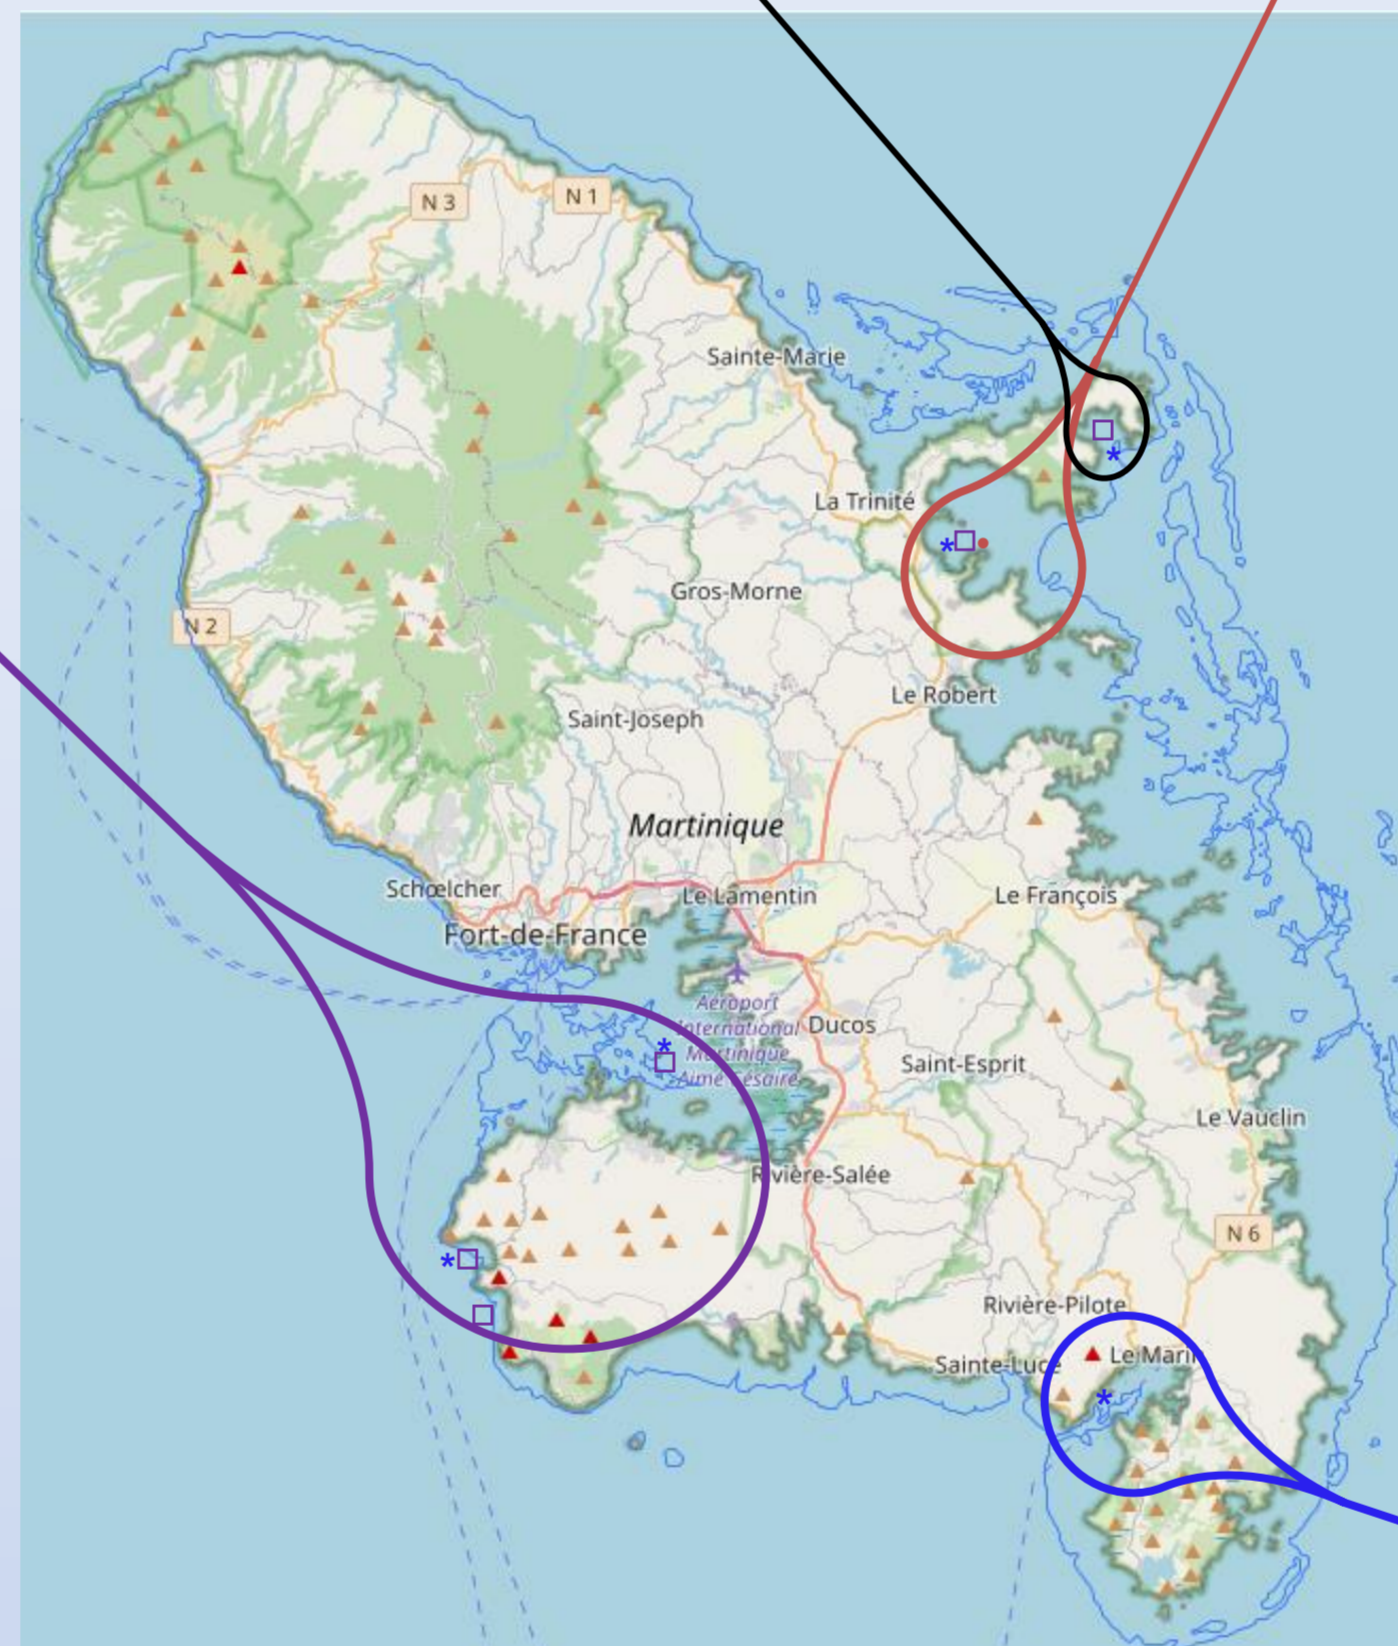 N 3
N 1
Sainte-Marie
La Trinité
Gros-Morne
N 2
Le Robert
Saint-Joseph
Martinique
Schœlcher
Le Lamentin
Le François
Fort-de-France
Aéroport
International
Martinique
Aimé Césaire
Ducos
Saint-Esprit
Le Vauclin
Rivière-Salée
N 6
Rivière-Pilote
Sainte-Luce
Le Marin